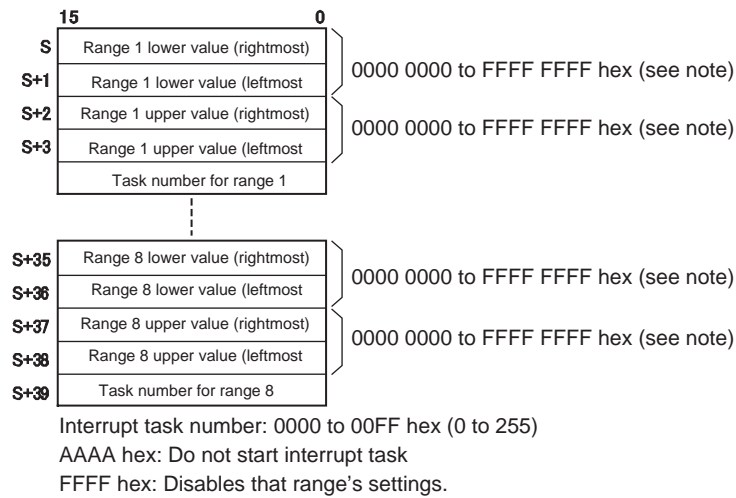 15 0
S Range 1 lower value (rightmost)
0000 0000 to FFFF FFFF hex (see note)
S+1 Range 1 lower value (leftmost
S+2 Range 1 upper value (rightmost)
0000 0000 to FFFF FFFF hex (see note)
S+3 Range 1 upper value (leftmost
Task number for range 1
S+35 Range 8 lower value (rightmost)
0000 0000 to FFFF FFFF hex (see note)
S+36 Range 8 lower value (leftmost
S+37 Range 8 upper value (rightmost)
0000 0000 to FFFF FFFF hex (see note)
S+38 Range 8 upper value (leftmost
S+39 Task number for range 8
Interrupt task number: 0000 to 00FF hex (0 to 255)
AAAA hex: Do not start interrupt task
FFFF hex: Disables that range's settings.